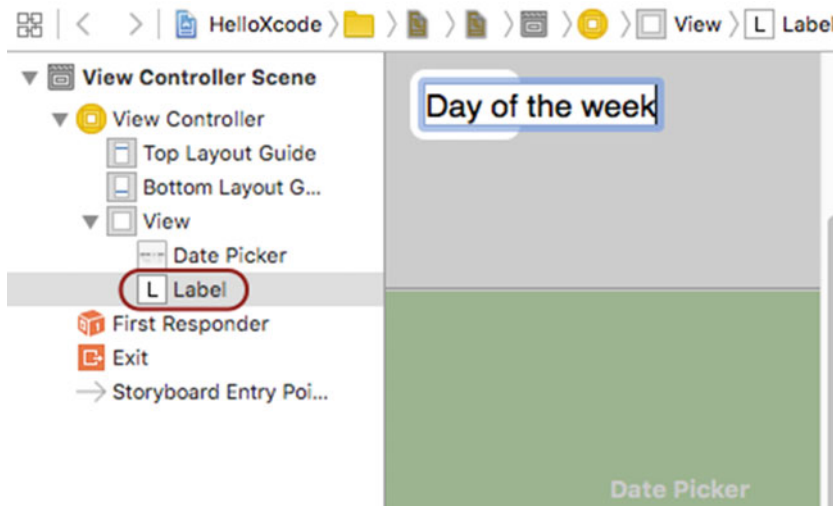 HelloXcode View L Label
View Controller Scene
View Controller
Top Layout Guide
Bottom Layout G...
View
Date Picker
L Label
First Responder
Exit
Storyboard Entry Poi...
Day of the week
Date Picker